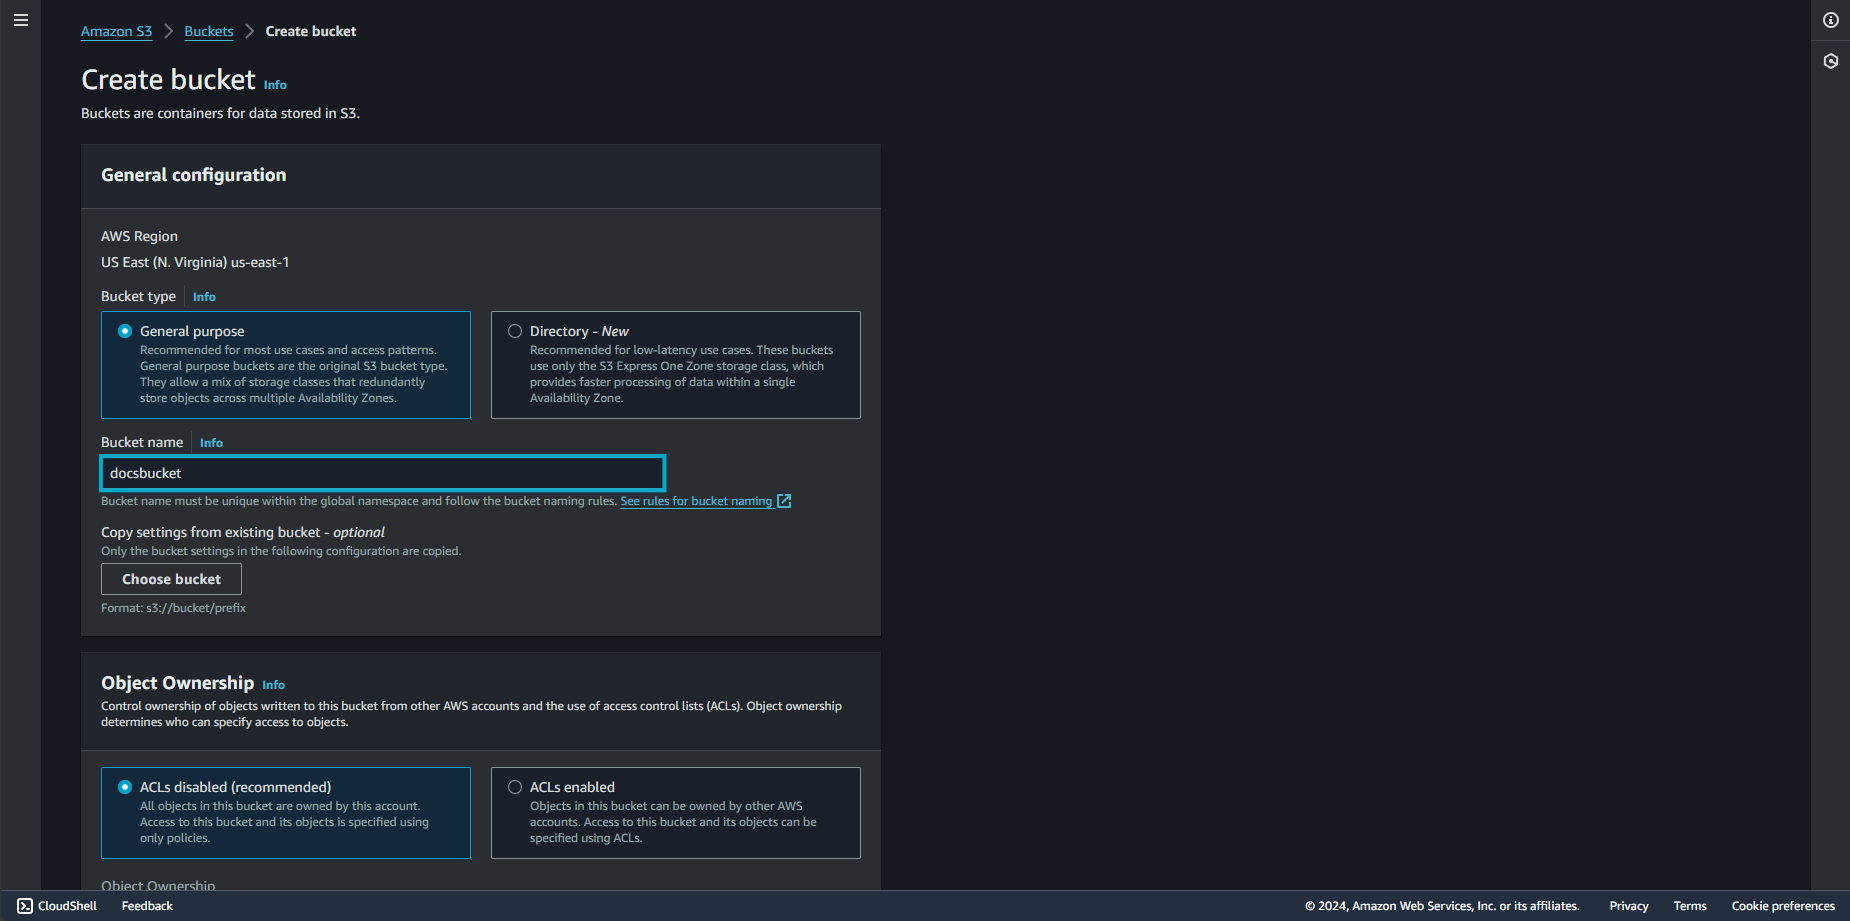 Amazon S3 > Buckets > Create bucket
Create bucket Info
Buckets are containers for data stored in S3.
General configuration
AWS Region
US East (N. Virginia) us-east-1
Bucket type Info
General purpose
Recommended for most use cases and access patterns.
General purpose buckets are the original S3 bucket type.
They allow a mix of storage classes that redundantly
store objects across multiple Availability Zones.
Directory - New
Recommended for low-latency use cases. These buckets
use only the S3 Express One Zone storage class, which
provides faster processing of data within a single
Availability Zone.
Bucket name Info
docsbucket
Bucket name must be unique within the global namespace and follow the bucket naming rules. See rules for bucket naming
Copy settings from existing bucket - optional
Only the bucket settings in the following configuration are copied.
Choose bucket
Format: s3://bucket/prefix
Object Ownership Info
Control ownership of objects written to this bucket from other AWS accounts and the use of access control lists (ACLs). Object ownership
determines who can specify access to objects.
ACLs disabled (recommended)
All objects in this bucket are owned by this account.
Access to this bucket and its objects is specified using
only policies.
ACLs enabled
Objects in this bucket can be owned by other AWS
accounts. Access to this bucket and its objects can be
specified using ACLs.
Object Ownership
CloudShell Feedback © 2024, Amazon Web Services, Inc. or its affiliates. Privacy Terms Cookie preferences